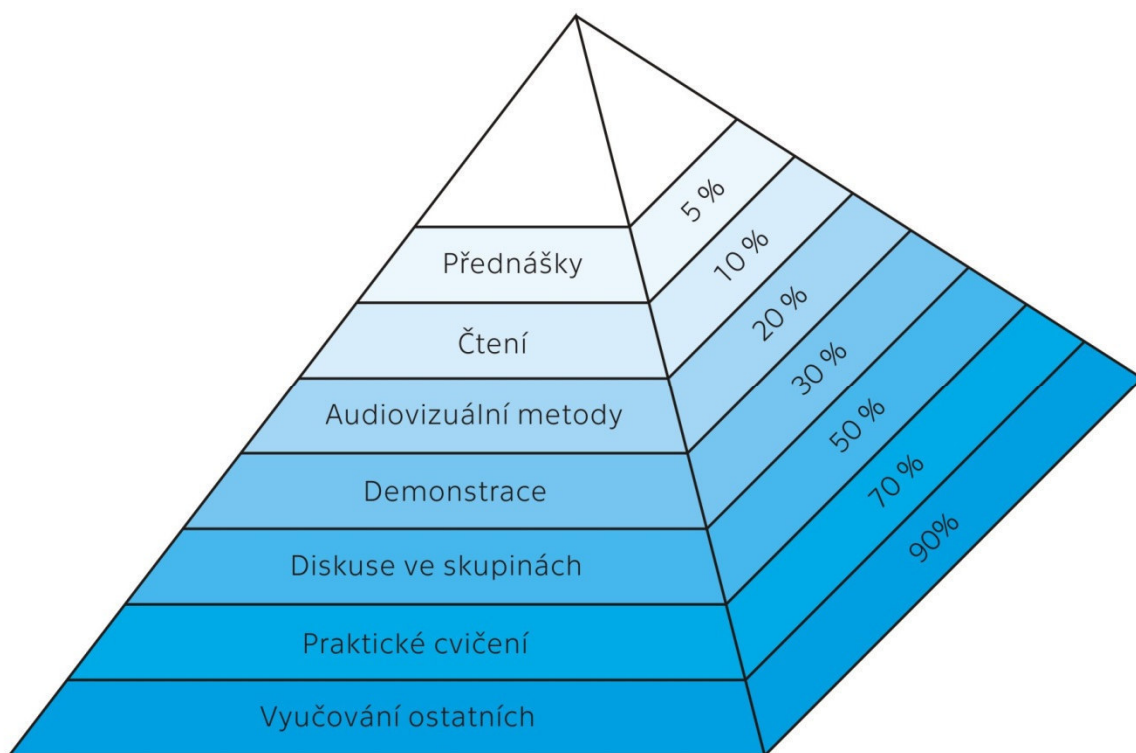 5 %
Přednášky
10 %
Čtení
20 %
Audiovizuální metody
30 %
Demonstrace
50 %
Diskuse ve skupinách
70 %
Praktické cvičení
90%
Vyučování ostatních